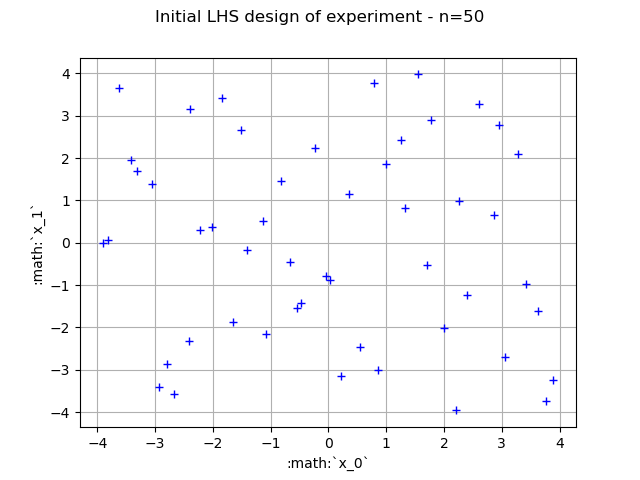 Initial LHS design of experiment - n=50
4
3
2
1
0
−1
−2
−3
−4
:math:`x_1`
−4 −3 −2 −1 0 1 2 3 4
:math:`x_0`